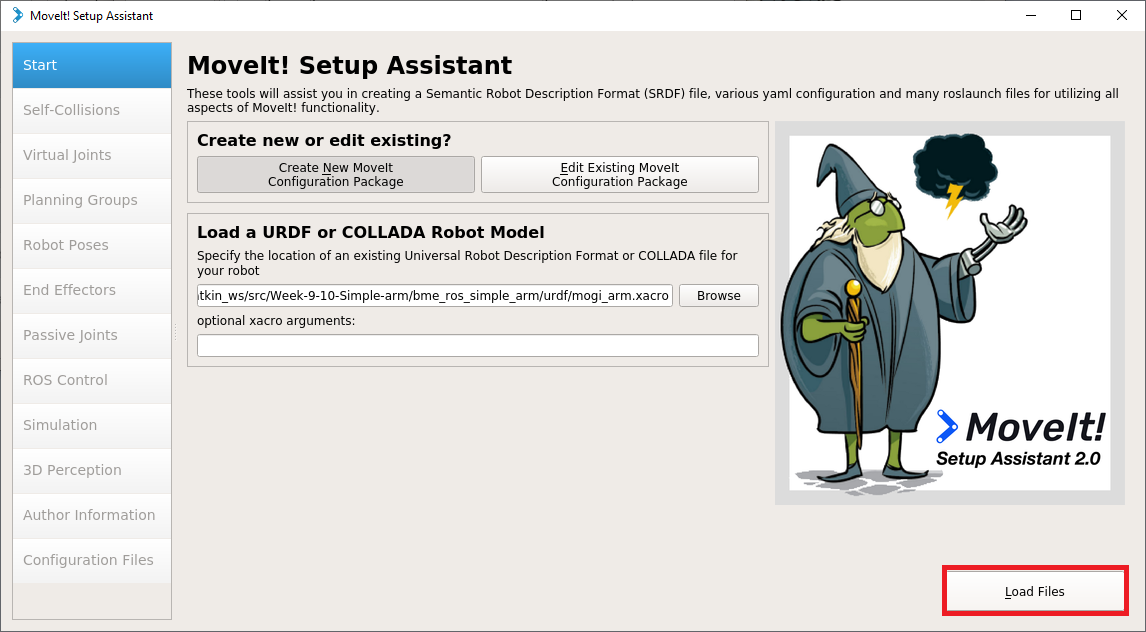 MoveIt! Setup Assistant
Start
Self-Collisions
Virtual Joints
Planning Groups
Robot Poses
End Effectors
Passive Joints
ROS Control
Simulation
3D Perception
Author Information
Configuration Files
MoveIt! Setup Assistant
These tools will assist you in creating a Semantic Robot Description Format (SRDF) file, various yaml configuration and many roslaunch files for utilizing all
aspects of MoveIt! functionality.
Create new or edit existing?
Create New MoveIt
Configuration Package
Edit Existing MoveIt
Configuration Package
Load a URDF or COLLADA Robot Model
Specify the location of an existing Universal Robot Description Format or COLLADA file for
your robot
tkin_ws/src/Week-9-10-Simple-arm/bme_ros_simple_arm/urdf/mogi_arm.xacro
Browse
optional xacro arguments:
MoveIt!
Setup Assistant 2.0
Load Files